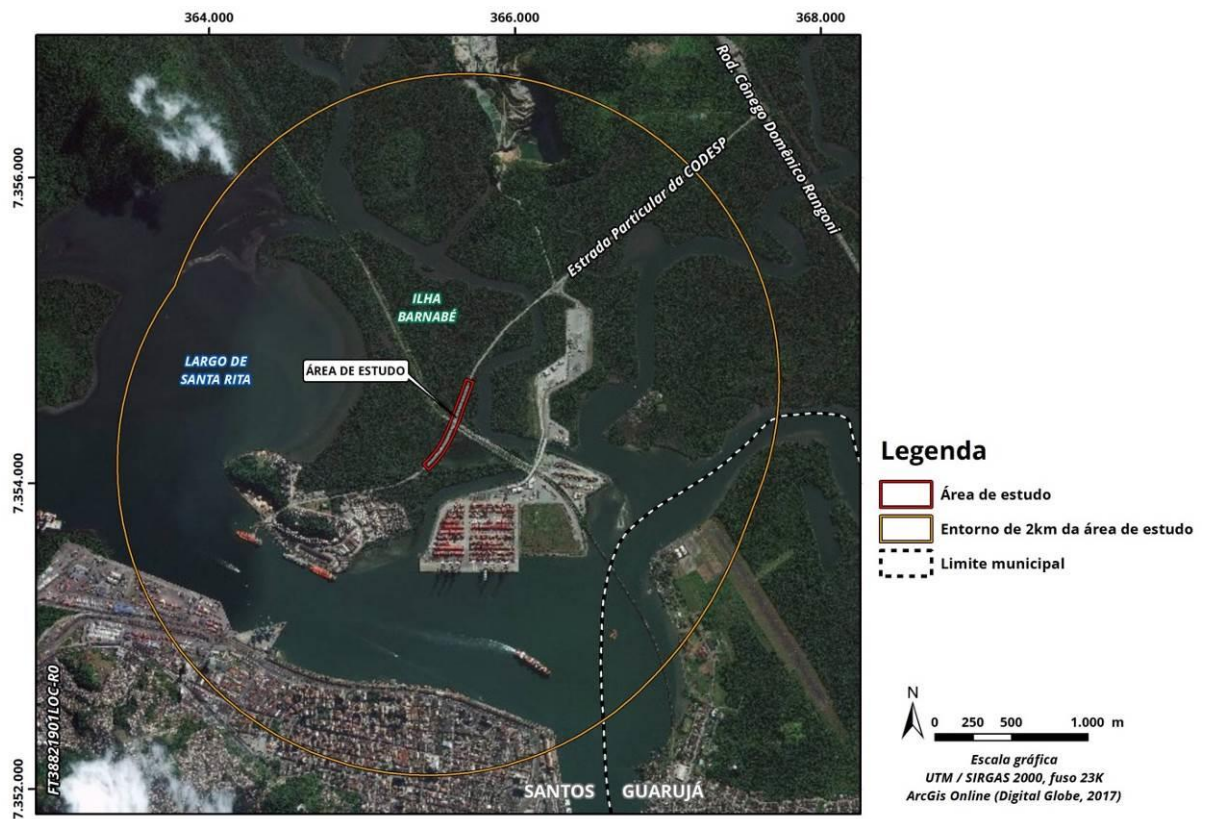 364.000
366.000
368.000
7.356.000
7.354.000
7.352.000
Rod. Cônego Domênico Rangoni
Estrada Particular da CODESP
ILHA
BARNABÉ
LARGO DE
SANTA RITA
ÁREA DE ESTUDO
FT38821901LOC-R0
SANTOS
GUARUJÁ
Legenda
Área de estudo
Entorno de 2km da área de estudo
Limite municipal
N
0 250 500 1.000 m
Escala gráfica
UTM / SIRGAS 2000, fuso 23K
ArcGis Online (Digital Globe, 2017)